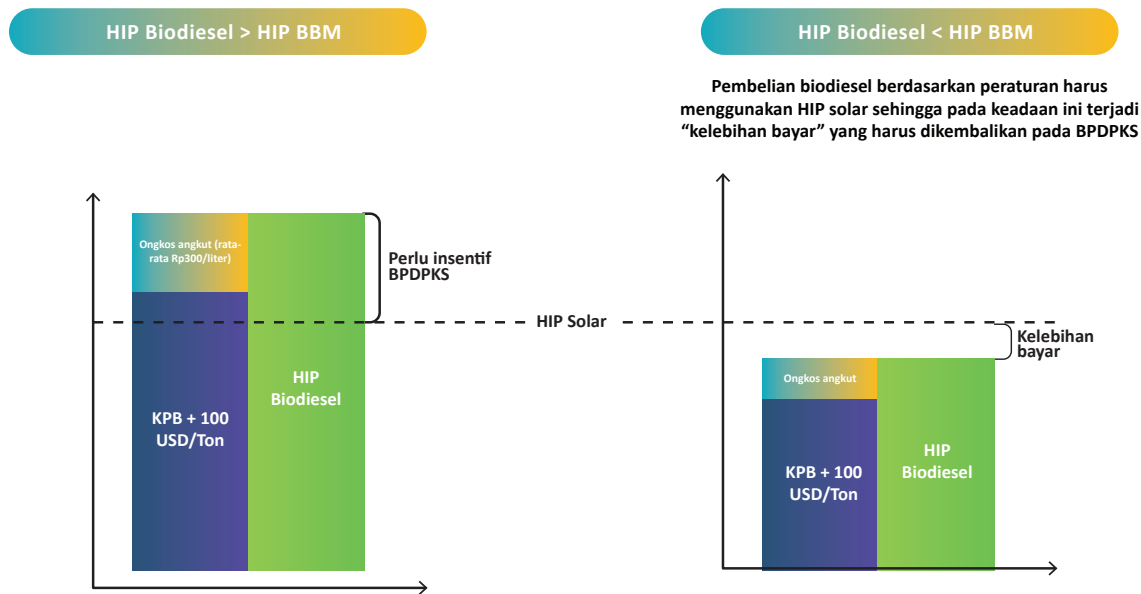 HIP Biodiesel > HIP BBM
Ongkos angkut (rata-
rata Rp300/liter)
KPB + 100
USD/Ton
HIP
Biodiesel
Perlu insentif
BPDPKS
HIP Solar
HIP Biodiesel < HIP BBM
Pembelian biodiesel berdasarkan peraturan harus
menggunakan HIP solar sehingga pada keadaan ini terjadi
“kelebihan bayar” yang harus dikembalikan pada BPDPKS
Kelebihan
bayar
Ongkos angkut
KPB + 100
USD/Ton
HIP
Biodiesel